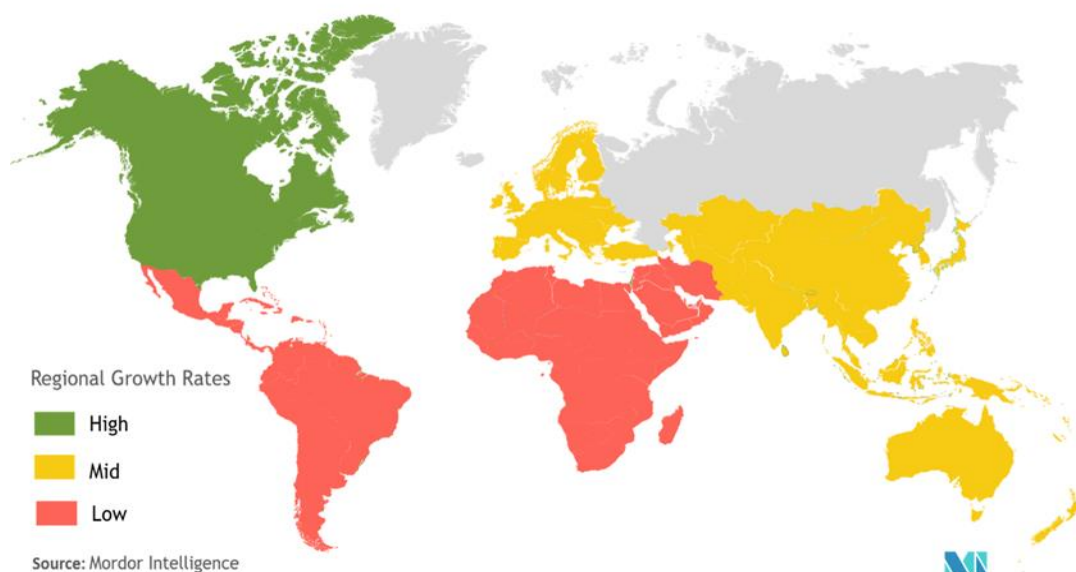 Regional Growth Rates
High
Mid
Low
Source: Mordor Intelligence